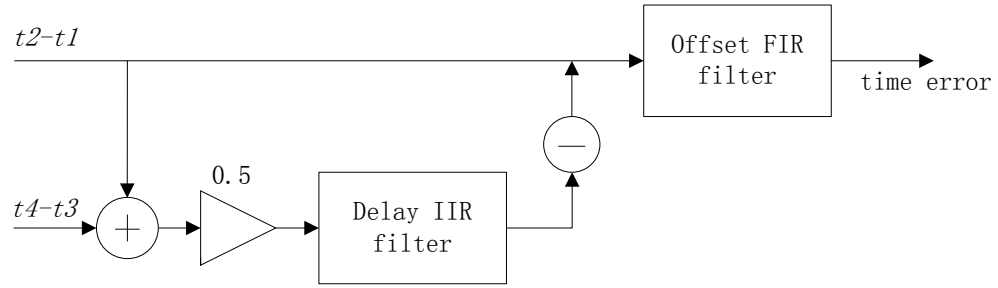 t2-t1
Offset FIR
filter
time error
0.5
t4-t3
+
Delay IIR
filter
—